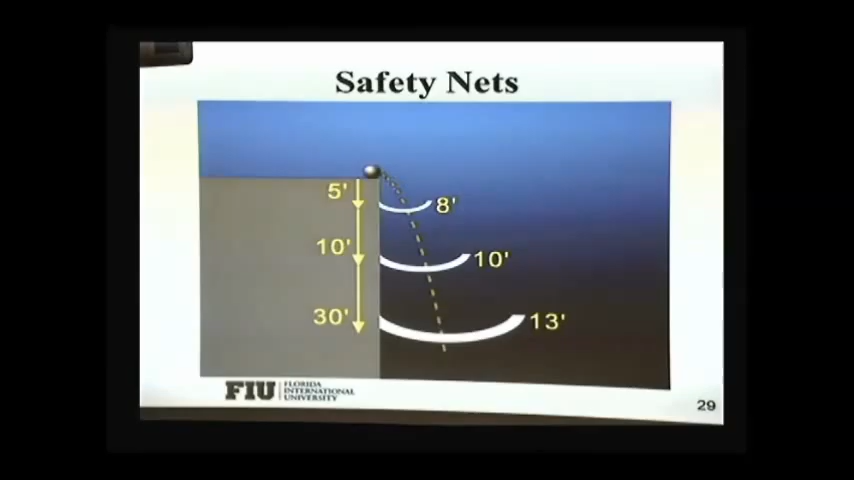 Safety Nets
5'
8'
10'
10'
30'
13'
FIU FLORIDA
INTERNATIONAL
UNIVERSITY
29